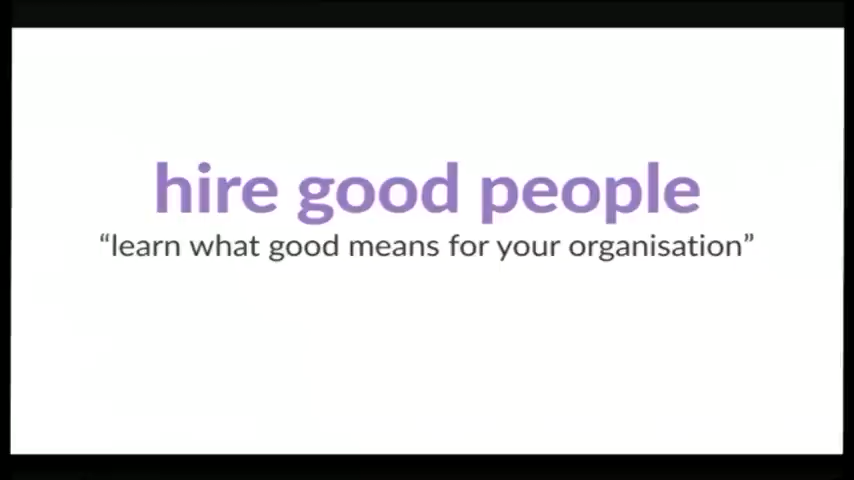 hire good people
“learn what good means for your organisation”